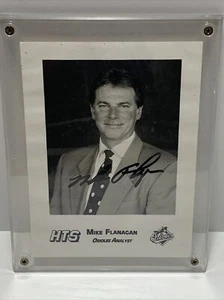 HTS MIKE FLANAGAN
ORIOLES ANALYST